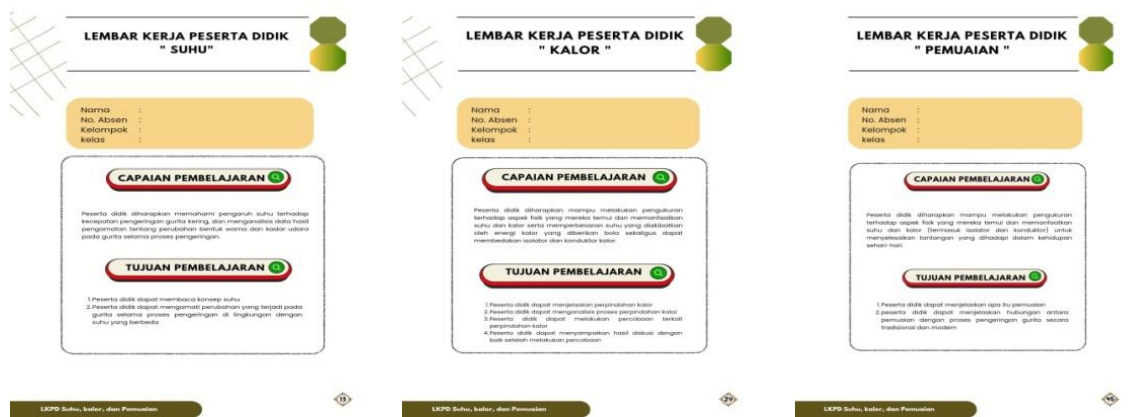 LEMBAR KERJA PESERTA DIDIK
" SUHU"
Nama :
No. Absen :
Kelompok :
kelas :
CAPAIAN PEMBELAJARAN
Peserta didik diharapkan memahami pengaruh suhu terhadap
kecepatan pengeringan gurita kering, dan menganalisis data hasil
pengamatan tentang perubahan bentuk warna dan kadar udara
pada gurita selama proses pengeringan.
TUJUAN PEMBELAJARAN
1.Peserta didik dapat membaca konsep suhu
2.Peserta didik dapat mengamati perubahan yang terjadi pada
gurita selama proses pengeringan di lingkungan dengan
suhu yang berbeda
LKPD Suhu, kalor, dan Pemuaian
13
LEMBAR KERJA PESERTA DIDIK
" KALOR "
Nama :
No. Absen :
Kelompok :
kelas :
CAPAIAN PEMBELAJARAN
Peserta didik diharapkan mampu melakukan pengukuran
terhadap aspek fisik yang mereka temui dan memanfaatkan
suhu dan kalor serta memperbesaran suhu yang diakibatkan
oleh energi kalor yang diberikan bola sekaligus dapat
membedakan isolator dan konduktor kalor.
TUJUAN PEMBELAJARAN
1.Peserta didik dapat menjelaskan perpindahan kalor
2.Peserta didik dapat menganalisis proses perpindahan kalor
3.Peserta didik dapat melakukan percobaan terkait
perpindahan kalor
4.Peserta didik dapat menyampaikan hasil diskusi dengan
baik setelah melakukan percobaan
LKPD Suhu, kalor, dan Pemuaian
29
LEMBAR KERJA PESERTA DIDIK
" PEMUAIAN "
Nama :
No. Absen :
Kelompok :
kelas :
CAPAIAN PEMBELAJARAN
Peserta didik diharapkan mampu melakukan pengukuran
terhadap aspek fisik yang mereka temui dan memanfaatkan
suhu dan kalor (termasuk isolator dan konduktor) untuk
menyelesaikan tantangan yang dihadapi dalam kehidupan
sehari-hari.
TUJUAN PEMBELAJARAN
1.Peserta didik dapat menjelaskan apa itu pemuaian
2.peserta didik dapat menjelaskan hubungan antara
pemuaian dengan proses pengeringan gurita secara
tradisional dan modern
LKPD Suhu, kalor, dan Pemuaian